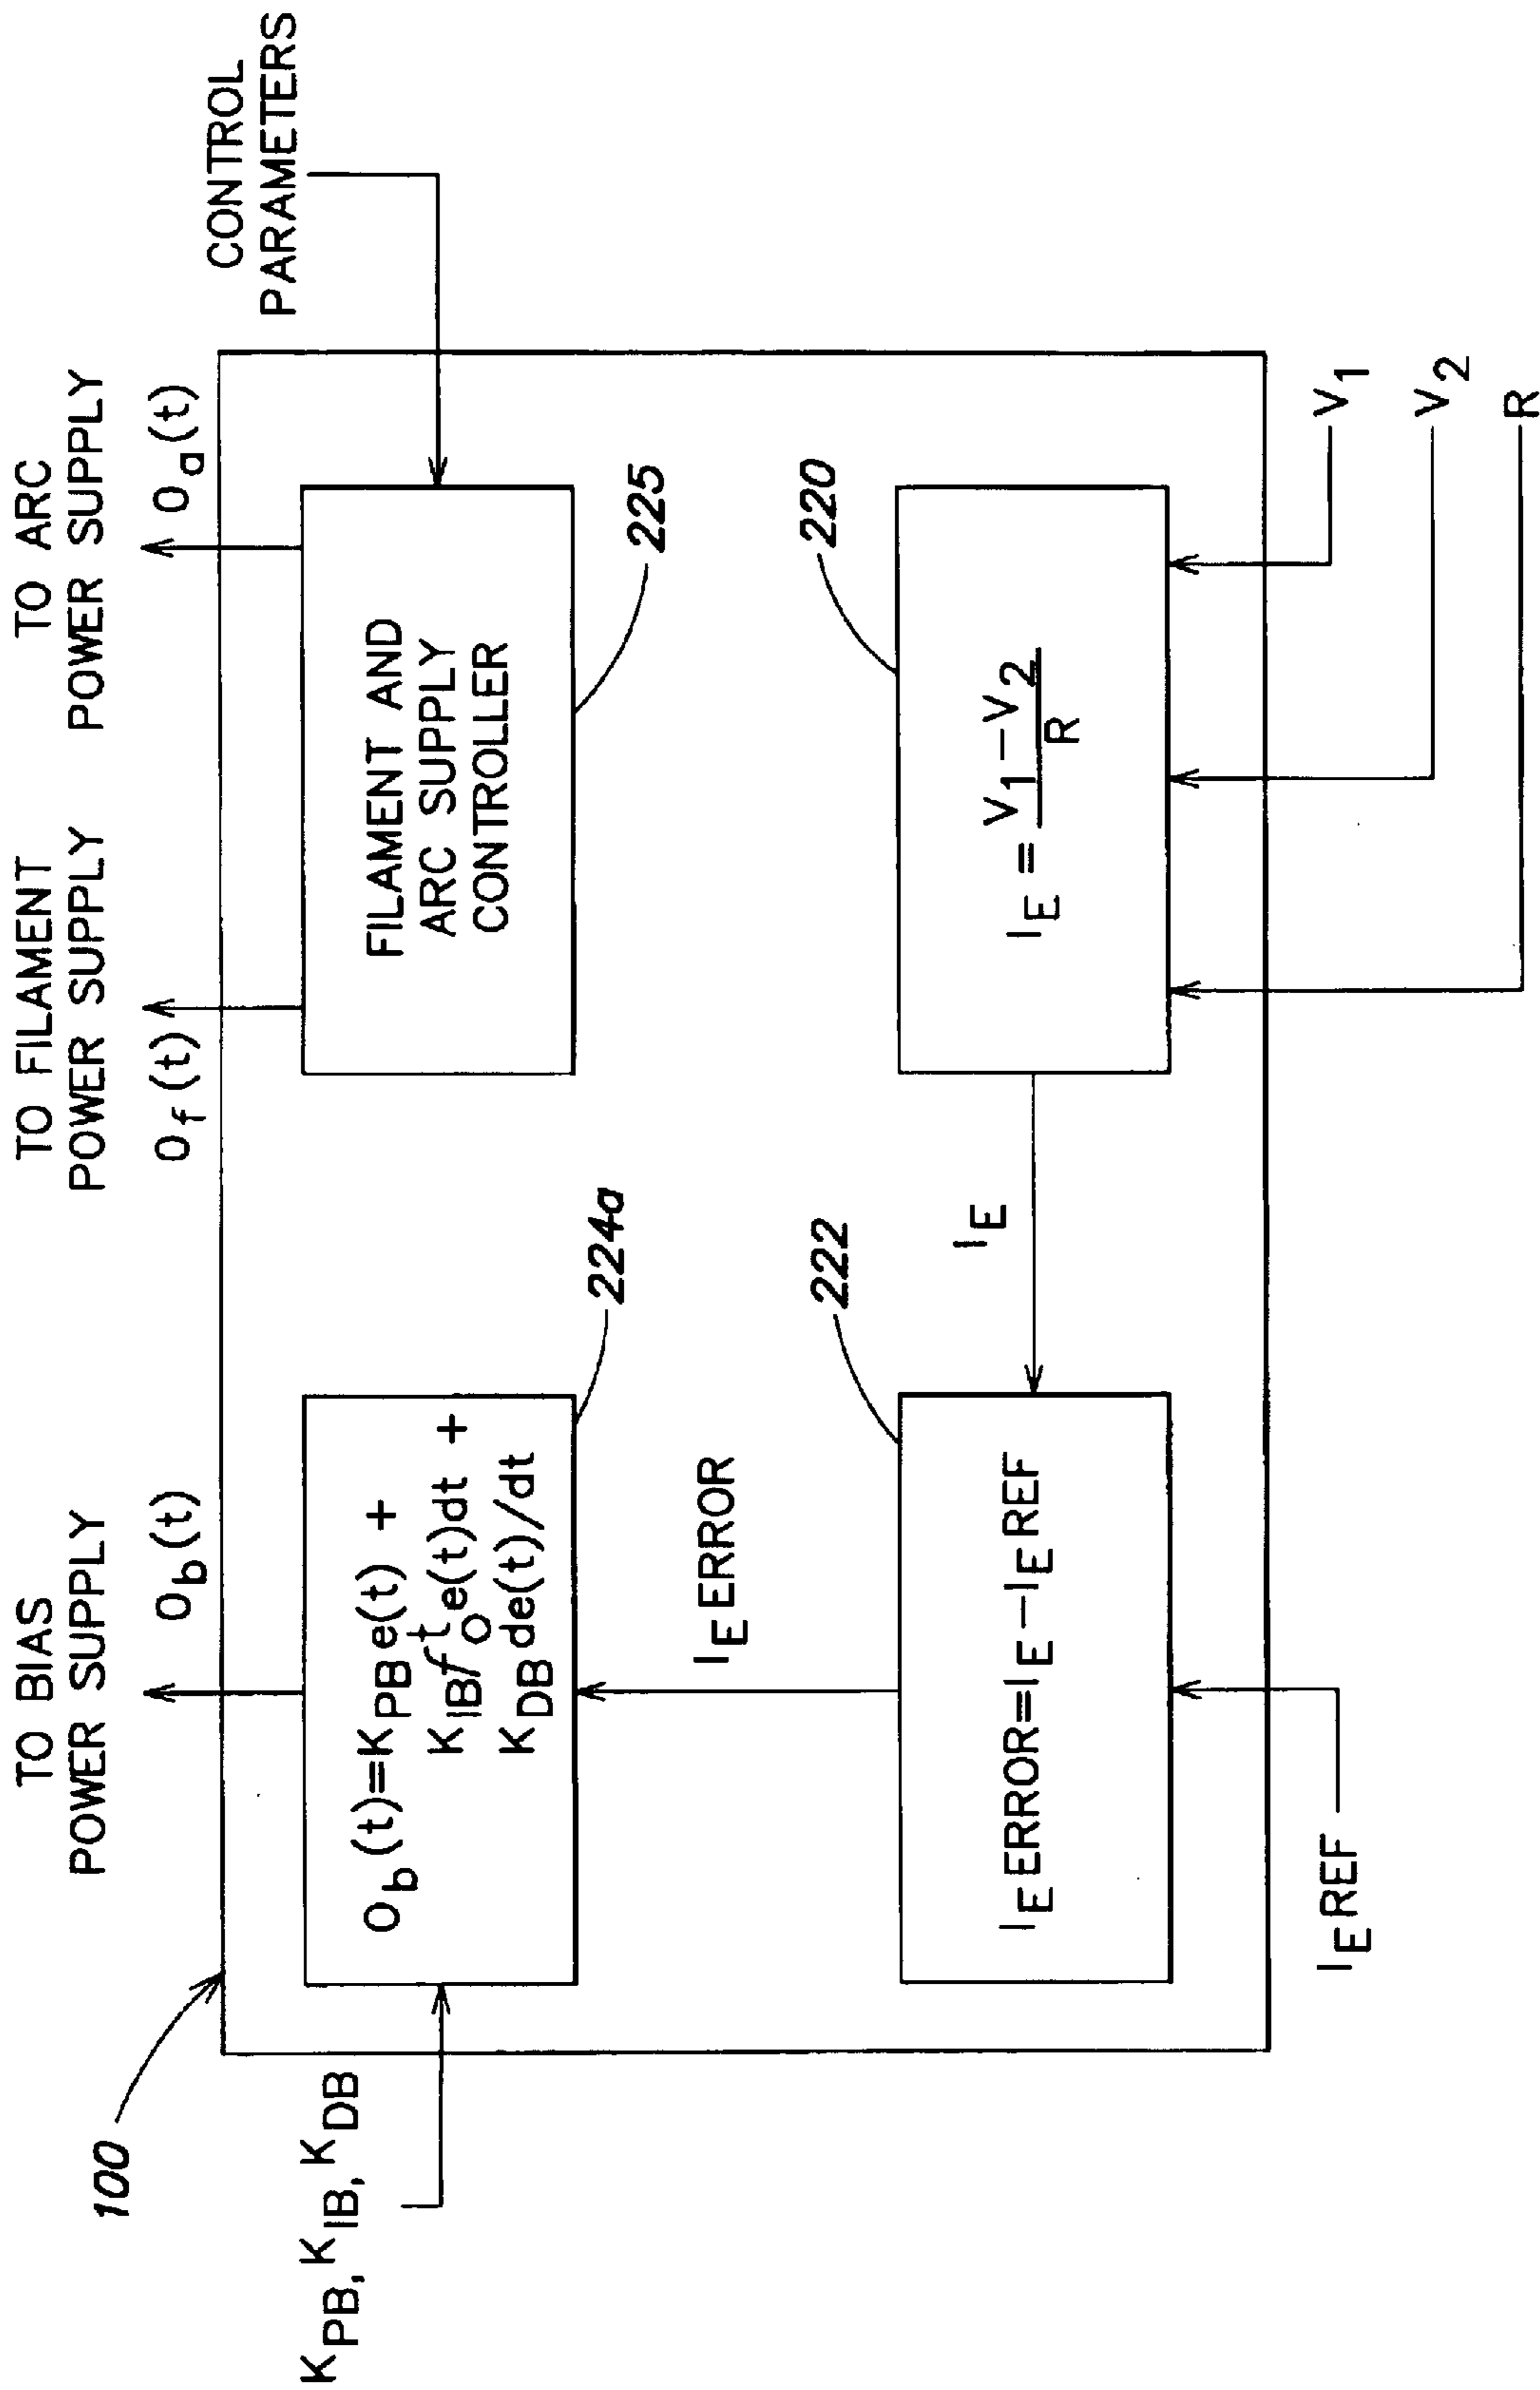 TO BIAS
POWER SUPPLY
O_b(t)
TO FILAMENT
POWER SUPPLY
O_f(t)
TO ARC
POWER SUPPLY
O_a(t)
100
K_PB, K_IB, K_DB
O_b(t)=K_PB e(t) +
K_IB ∫_0^t e(t)dt +
K_DB de(t)/dt
224a
FILAMENT AND
ARC SUPPLY
CONTROLLER
225
CONTROL
PARAMETERS
I_E ERROR
222
I_E ERROR=I_E-I_E REF
I_E
220
I_E = V_1-V_2
R
I_E REF
V_1
V_2
R